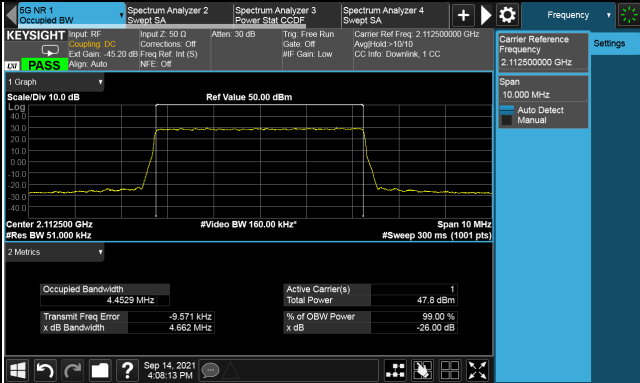 5G NR 1
Occupied BW
Spectrum Analyzer 2
Swept SA
Spectrum Analyzer 3
Power Stat CCDF
Spectrum Analyzer 4
Swept SA
Frequency
KEYSIGHT
LXI
PASS
Input: RF
Coupling: DC
Ext Gain: -45.20 dB
Align: Auto
Input Z: 50 Ω
Corrections: Off
Freq Ref: Int (S)
NFE: Off
Atten: 30 dB
Trig: Free Run
Gate: Off
#IF Gain: Low
Carrier Ref Freq: 2.112500000 GHz
Avg|Hold:>10/10
CC Info: Downlink, 1 CC
Carrier Reference
Frequency
2.112500000 GHz
Settings
Span
10.000 MHz
Auto Detect
Manual
1 Graph
Scale/Div 10.0 dB
Ref Value 50.00 dBm
Log
40.0
30.0
20.0
10.0
0.00
-10.0
-20.0
-30.0
-40.0
Center 2.112500 GHz
#Video BW 160.00 kHz*
Span 10 MHz
#Res BW 51.000 kHz
#Sweep 300 ms (1001 pts)
2 Metrics
Occupied Bandwidth
4.4529 MHz
Active Carrier(s) 1
Total Power 47.8 dBm
Transmit Freq Error -9.571 kHz
x dB Bandwidth 4.662 MHz
% of OBW Power 99.00 %
x dB -26.00 dB
Sep 14, 2021
4:08:13 PM